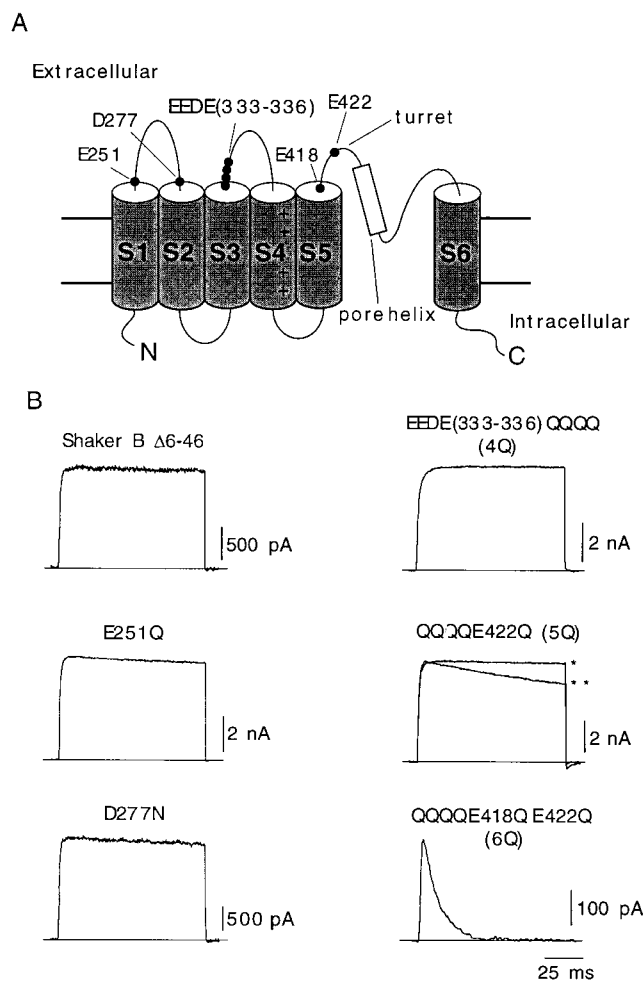 A
Extracellular
EEDE(333-336)
E422
D277
turret
E251
E418
S1
S2
S3
S4
S5
S6
+
+
+
+
pore helix
Intracellular
N
C
B
Shaker B Δ6-46
500 pA
EEDE(333-336)QQQQ
(4Q)
2 nA
E251Q
2 nA
QQQQE422Q (5Q)
*
**
2 nA
D277N
500 pA
QQQQE418Q E422Q
(6Q)
100 pA
25 ms